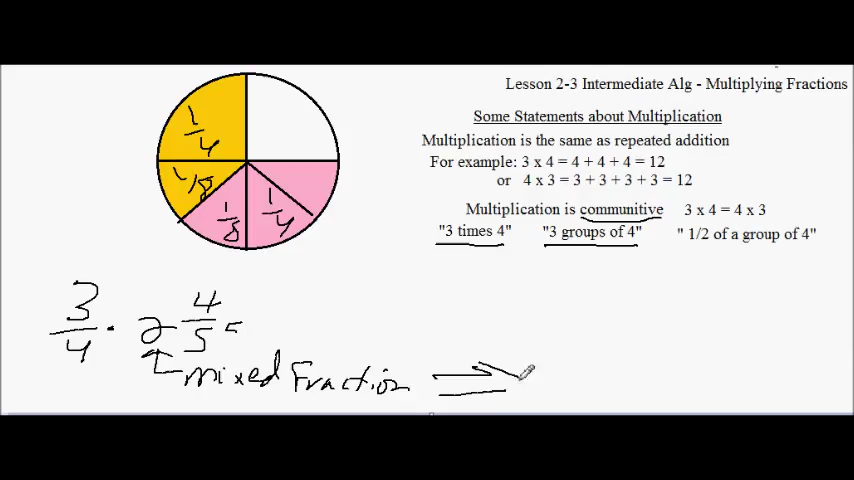 Lesson 2-3 Intermediate Alg - Multiplying Fractions
Some Statements about Multiplication
Multiplication is the same as repeated addition
For example: 3 x 4 = 4 + 4 + 4 = 12
or 4 x 3 = 3 + 3 + 3 + 3 = 12
Multiplication is communitive 3 x 4 = 4 x 3
"3 times 4" "3 groups of 4" " 1/2 of a group of 4"
1/4
1/8
1/8
1/4
3/4 · 2 4/5 =
mixed Fraction